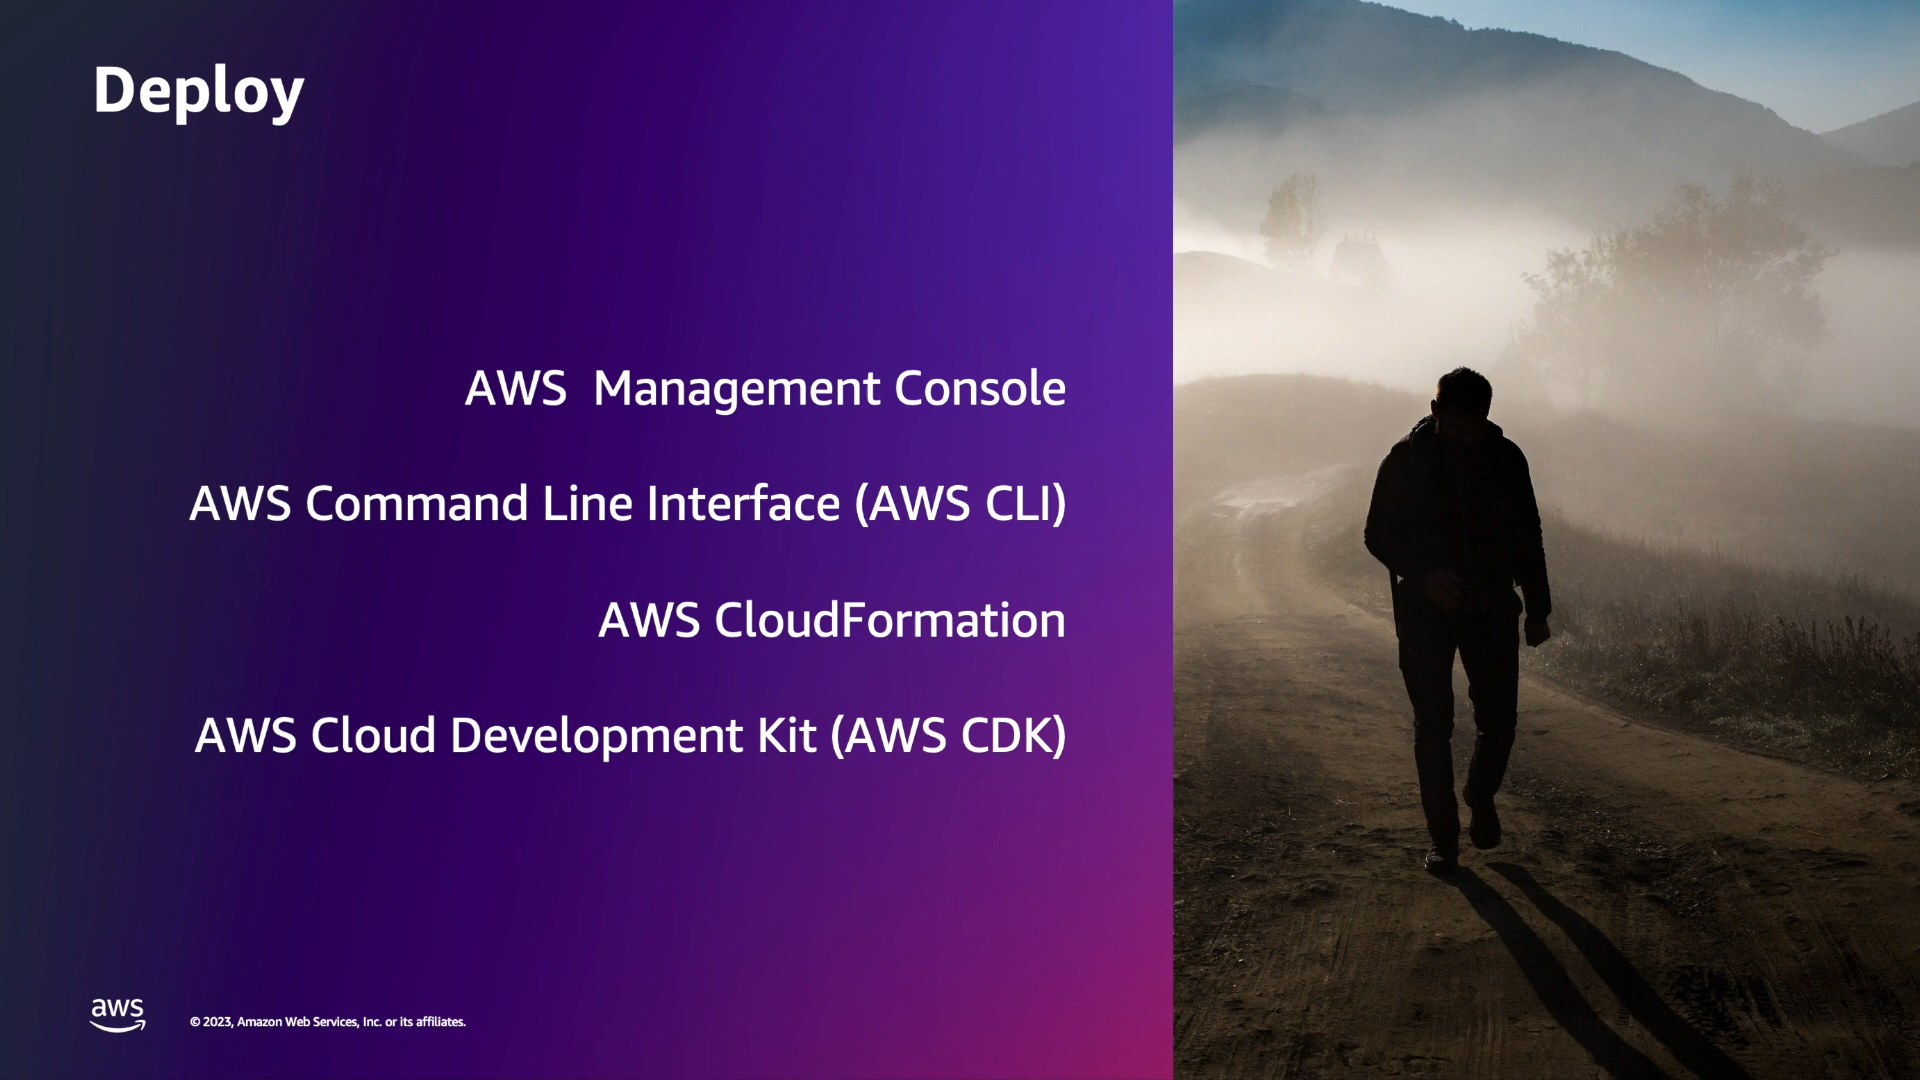 Deploy
AWS  Management Console
AWS Command Line Interface (AWS CLI)
AWS CloudFormation
AWS Cloud Development Kit (AWS CDK)
aws
© 2023, Amazon Web Services, Inc. or its affiliates.